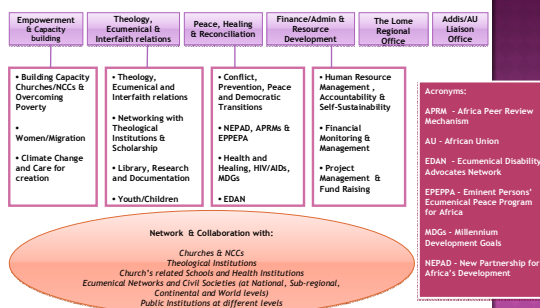 Empowerment
& Capacity
building
Theology,
Ecumenical &
Interfaith relations
Peace, Healing
& Reconciliation
Finance/Admin &
Resource
Development
The Lome
Regional
Office
Addis/AU
Liaison
Office
• Building Capacity
Churches/NCCs &
Overcoming
Poverty
•
Women/Migration
• Climate Change
and Care for
creation
• Theology,
Ecumenical and
Interfaith relations
• Networking with
Theological
Institutions &
Scholarship
• Library, Research
and Documentation
• Youth/Children
• Conflict,
Prevention, Peace
and Democratic
Transitions
• NEPAD, APRMs &
EPPEPA
• Health and
Healing, HIV/AIDs,
MDGs
• EDAN
• Human Resource
Management ,
Accountability &
Self-Sustainability
• Financial
Monitoring &
Management
• Project
Management &
Fund Raising
Acronyms:
APRM - Africa Peer Review
Mechanism
AU - African Union
EDAN - Ecumenical Disability
Advocates Network
EPEPPA - Eminent Persons'
Ecumenical Peace Program
for Africa
MDGs - Millennium
Development Goals
NEPAD - New Partnership for
Africa's Development
Network & Collaboration with:
Churches & NCCs
Theological Institutions
Church's related Schools and Health Institutions
Ecumenical Networks and Civil Societies (at National, Sub-regional,
Continental and World levels)
Public Institutions at different levels